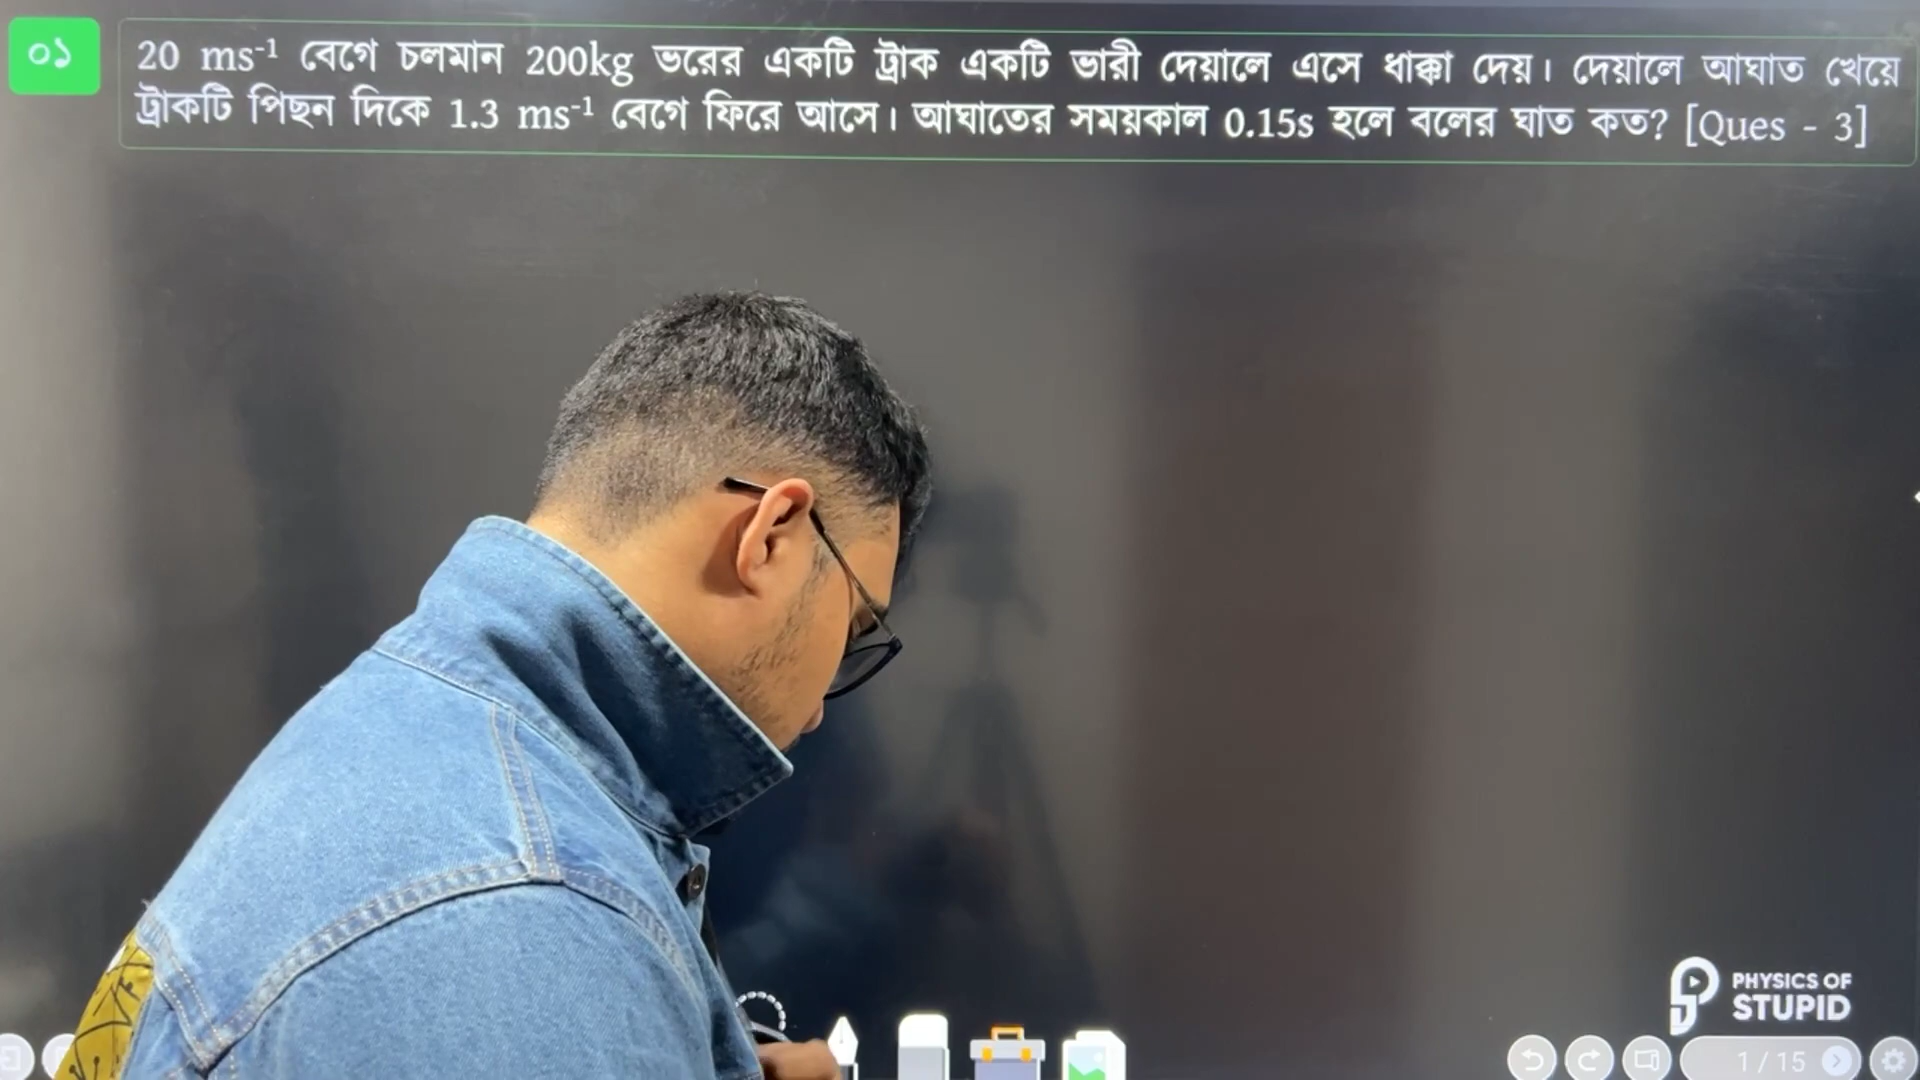 ০১
20 ms⁻¹ বেগে চলমান 200kg ভরের একটি ট্রাক একটি ভারী দেয়ালে এসে ধাক্কা দেয়। দেয়ালে আঘাত খেয়ে
ট্রাকটি পিছন দিকে 1.3 ms⁻¹ বেগে ফিরে আসে। আঘাতের সময়কাল 0.15s হলে বলের ঘাত কত? [Ques - 3]
PHYSICS OF
STUPID
1 / 15